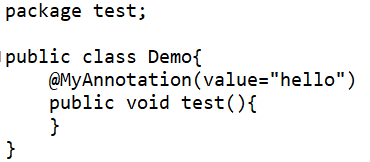 package test;
public class Demo{
    @MyAnnotation(value="hello")
    public void test(){
    }
}